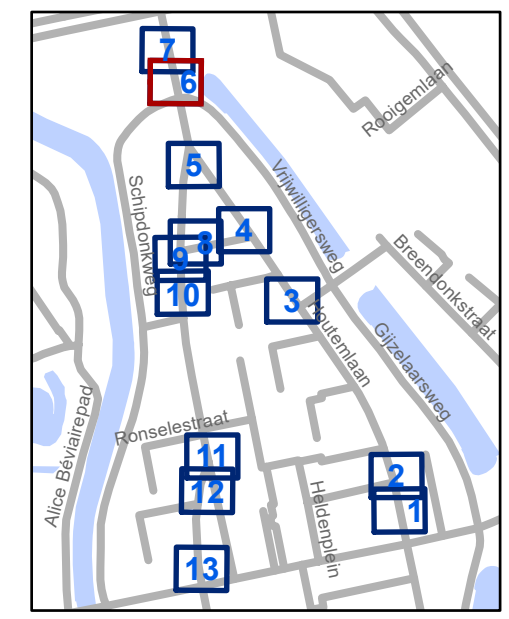 7
6
Rooigemlaan
5
Vrijwilligersweg
Schipdonkweg
4
8
9
Breendonkstraat
10
3
Houtemlaan
Gijzelaarsweg
Alice Béviairepad
Ronselestraat
11
2
12
Heldenplein
1
13